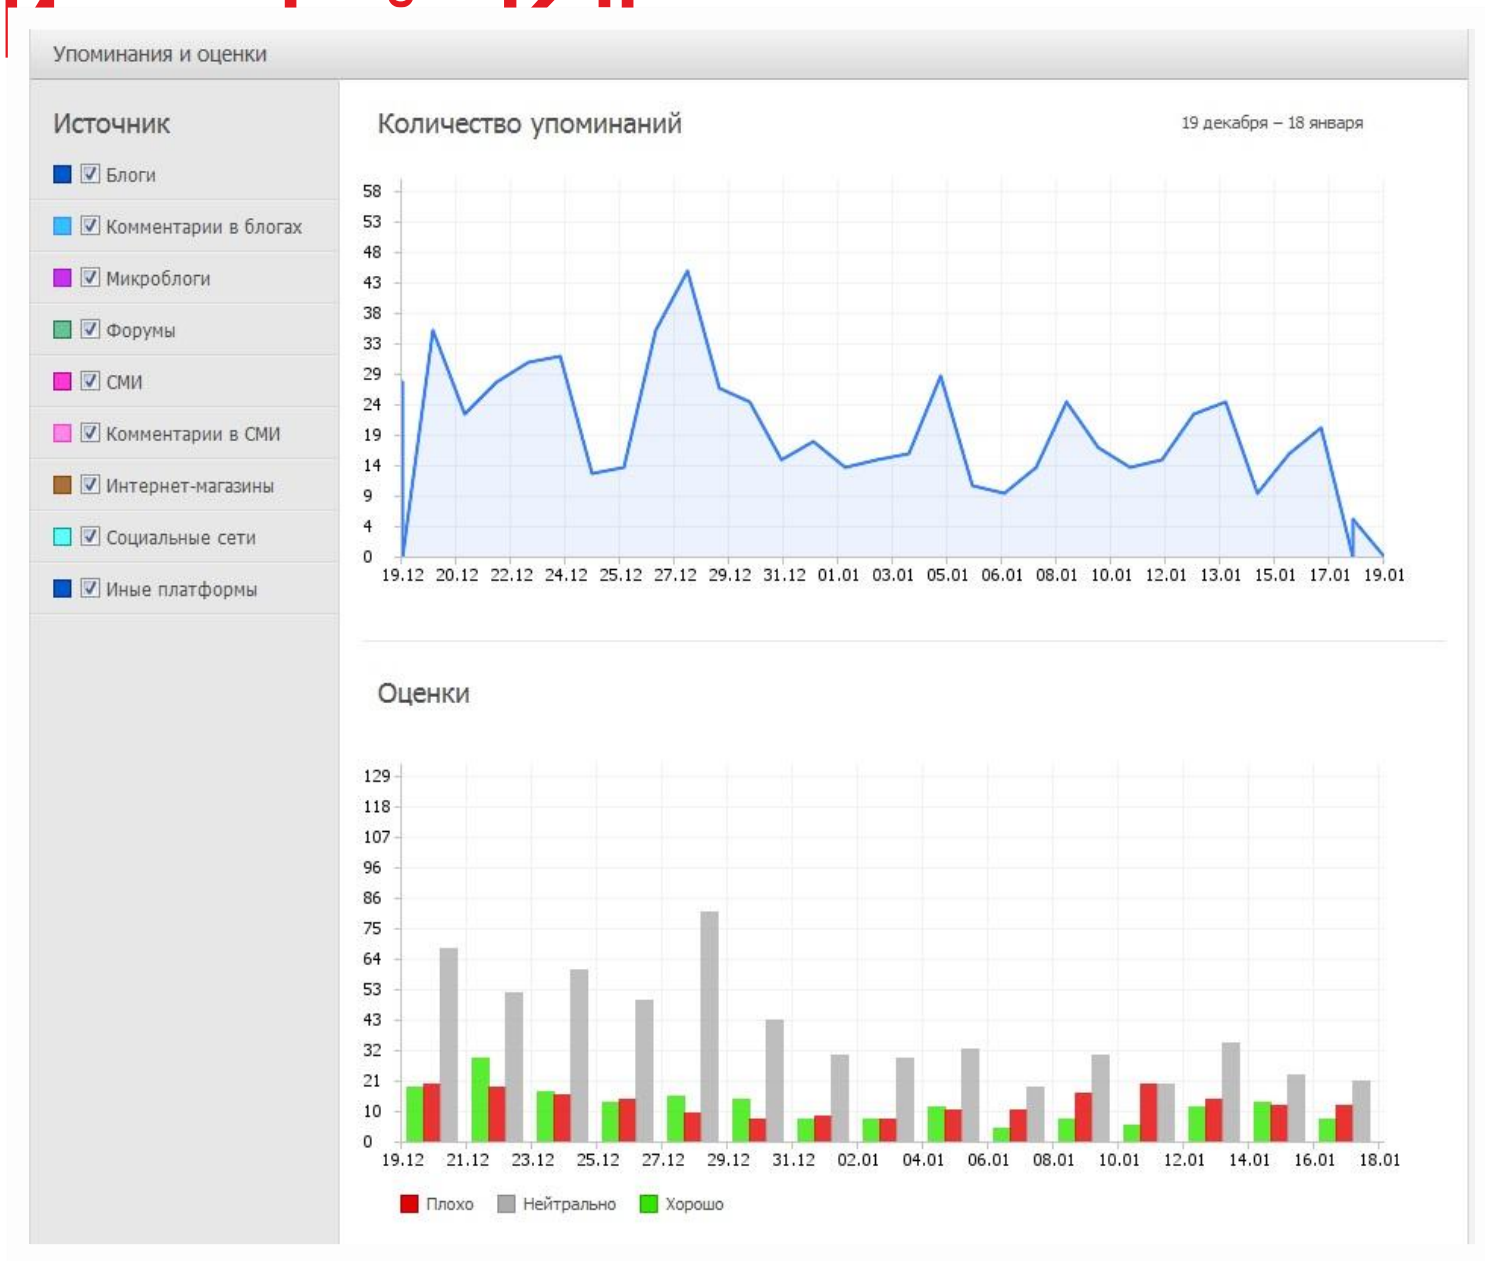 Упоминания и оценки
Источник
Блоги
Комментарии в блогах
Микроблоги
Форумы
СМИ
Комментарии в СМИ
Интернет-магазины
Социальные сети
Иные платформы
Количество упоминаний
19 декабря – 18 января
58
53
48
43
38
33
29
24
19
14
9
4
0
19.12 20.12 22.12 24.12 25.12 27.12 29.12 31.12 01.01 03.01 05.01 06.01 08.01 10.01 12.01 13.01 15.01 17.01 19.01
Оценки
129
118
107
96
86
75
64
53
43
32
21
10
0
19.12 21.12 23.12 25.12 27.12 29.12 31.12 02.01 04.01 06.01 08.01 10.01 12.01 14.01 16.01 18.01
Плохо Нейтрально Хорошо